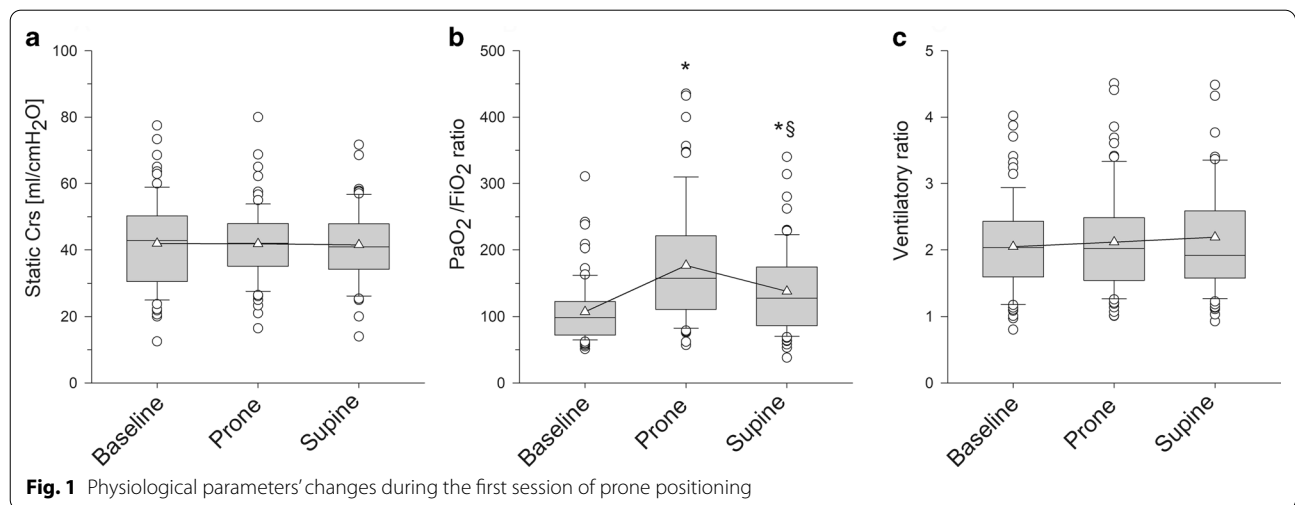 a
100
80
60
40
20
0
Static Crs [ml/cmH₂O]
Baseline
Prone
Supine
b
500
400
300
200
100
0
PaO₂ /FiO₂ ratio
*
*§
Baseline
Prone
Supine
c
5
4
3
2
1
0
Ventilatory ratio
Baseline
Prone
Supine
Fig. 1 Physiological parameters' changes during the first session of prone positioning